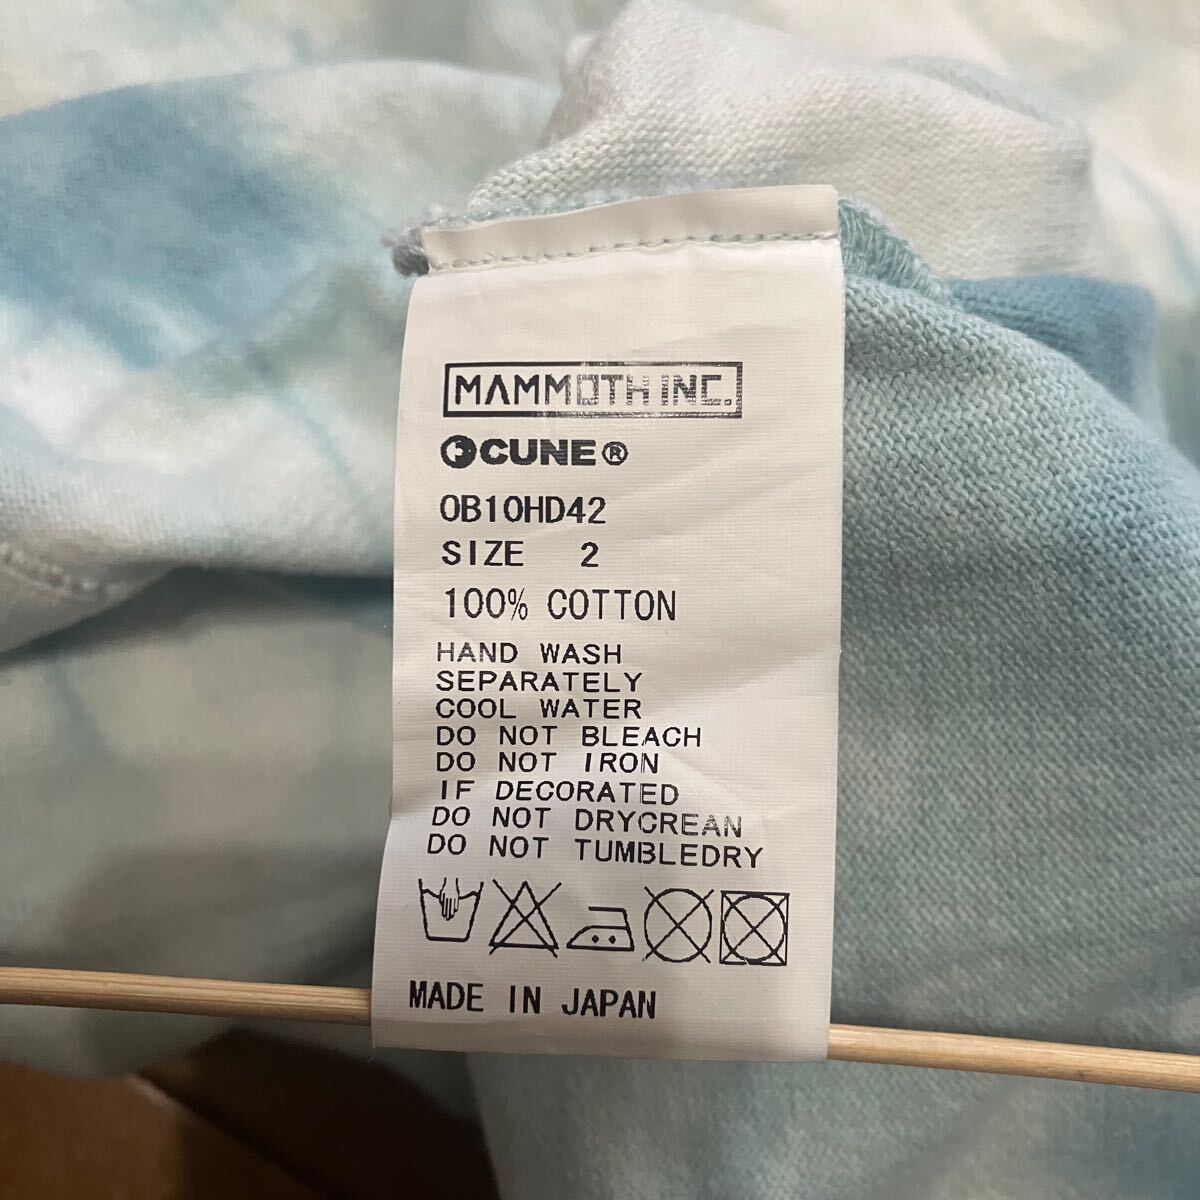 MAMMOTH INC.
CUNE®
OB10HD42
SIZE 2
100% COTTON
HAND WASH
SEPARATELY
COOL WATER
DO NOT BLEACH
DO NOT IRON
IF DECORATED
DO NOT DRYCREAN
DO NOT TUMBLEDRY
MADE IN JAPAN